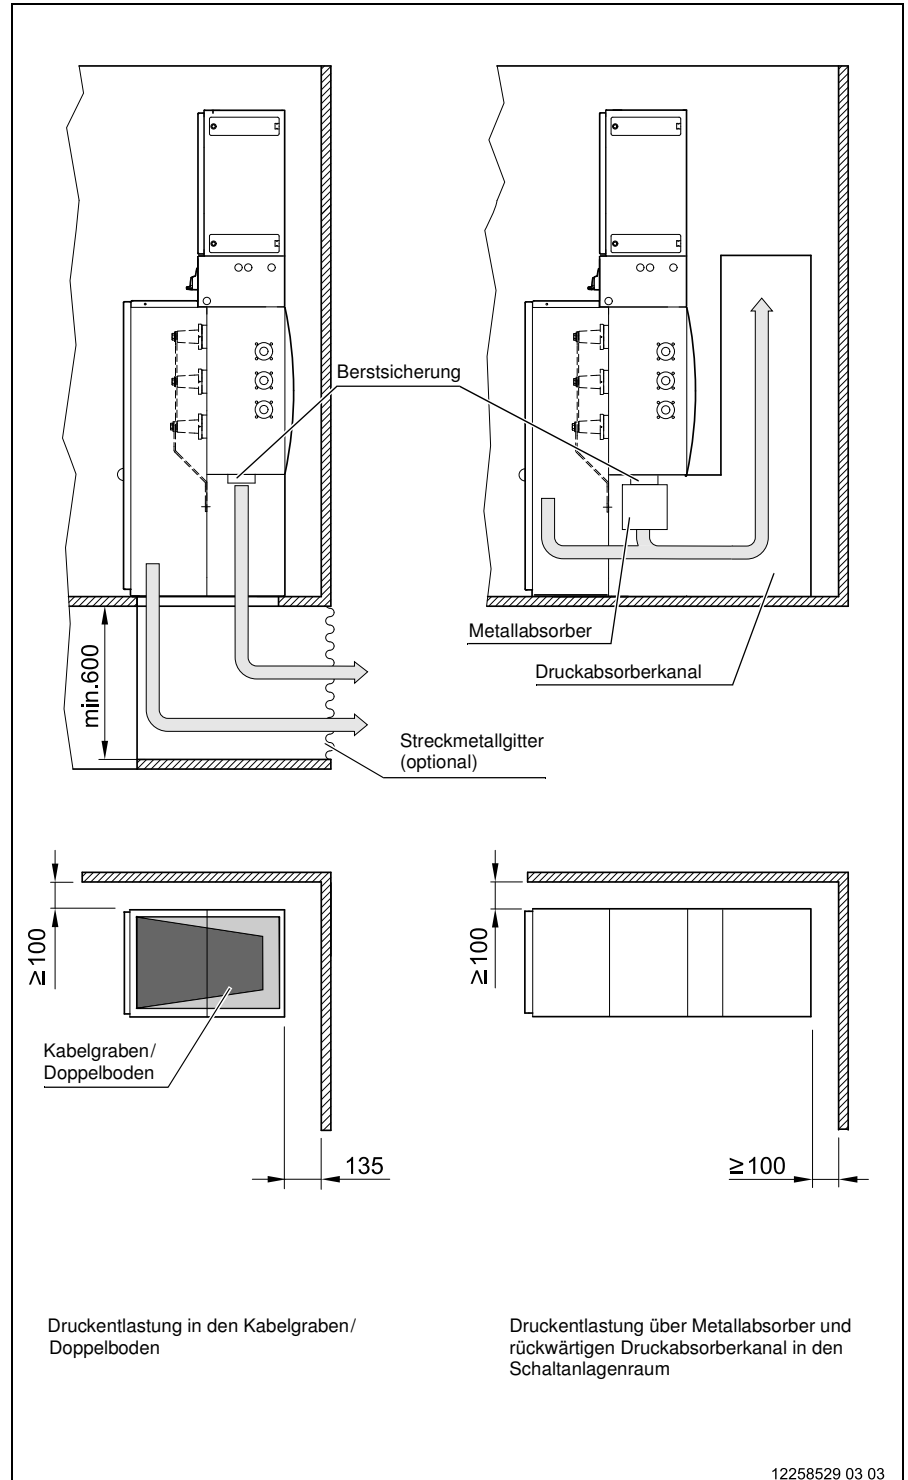 Berstsicherung
Metallabsorber
Druckabsorberkanal
min.600
Streckmetallgitter
(optional)
≥100
≥100
Kabelgraben/
Doppelboden
135
≥100
Druckentlastung in den Kabelgraben/
Doppelboden
Druckentlastung über Metallabsorber und
rückwärtigen Druckabsorberkanal in den
Schaltanlagenraum
12258529 03 03